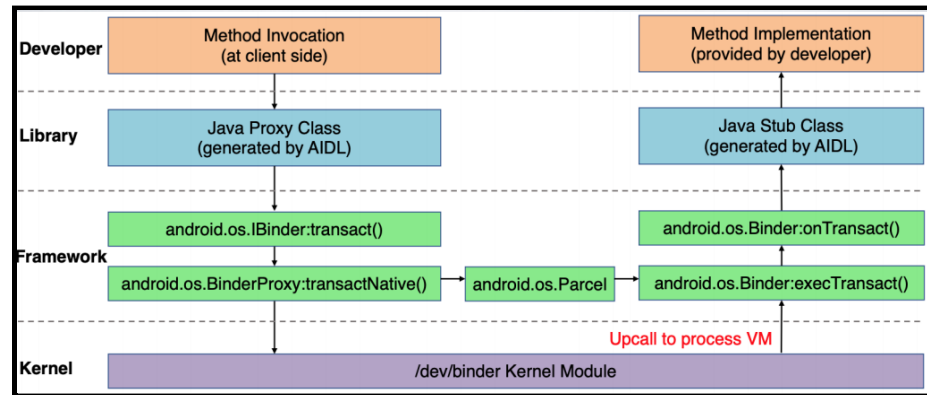 Developer
Method Invocation
(at client side)
Method Implementation
(provided by developer)
Library
Java Proxy Class
(generated by AIDL)
Java Stub Class
(generated by AIDL)
android.os.IBinder:transact()
android.os.Binder:onTransact()
Framework
android.os.BinderProxy:transactNative()
android.os.Parcel
android.os.Binder:execTransact()
Upcall to process VM
Kernel
/dev/binder Kernel Module